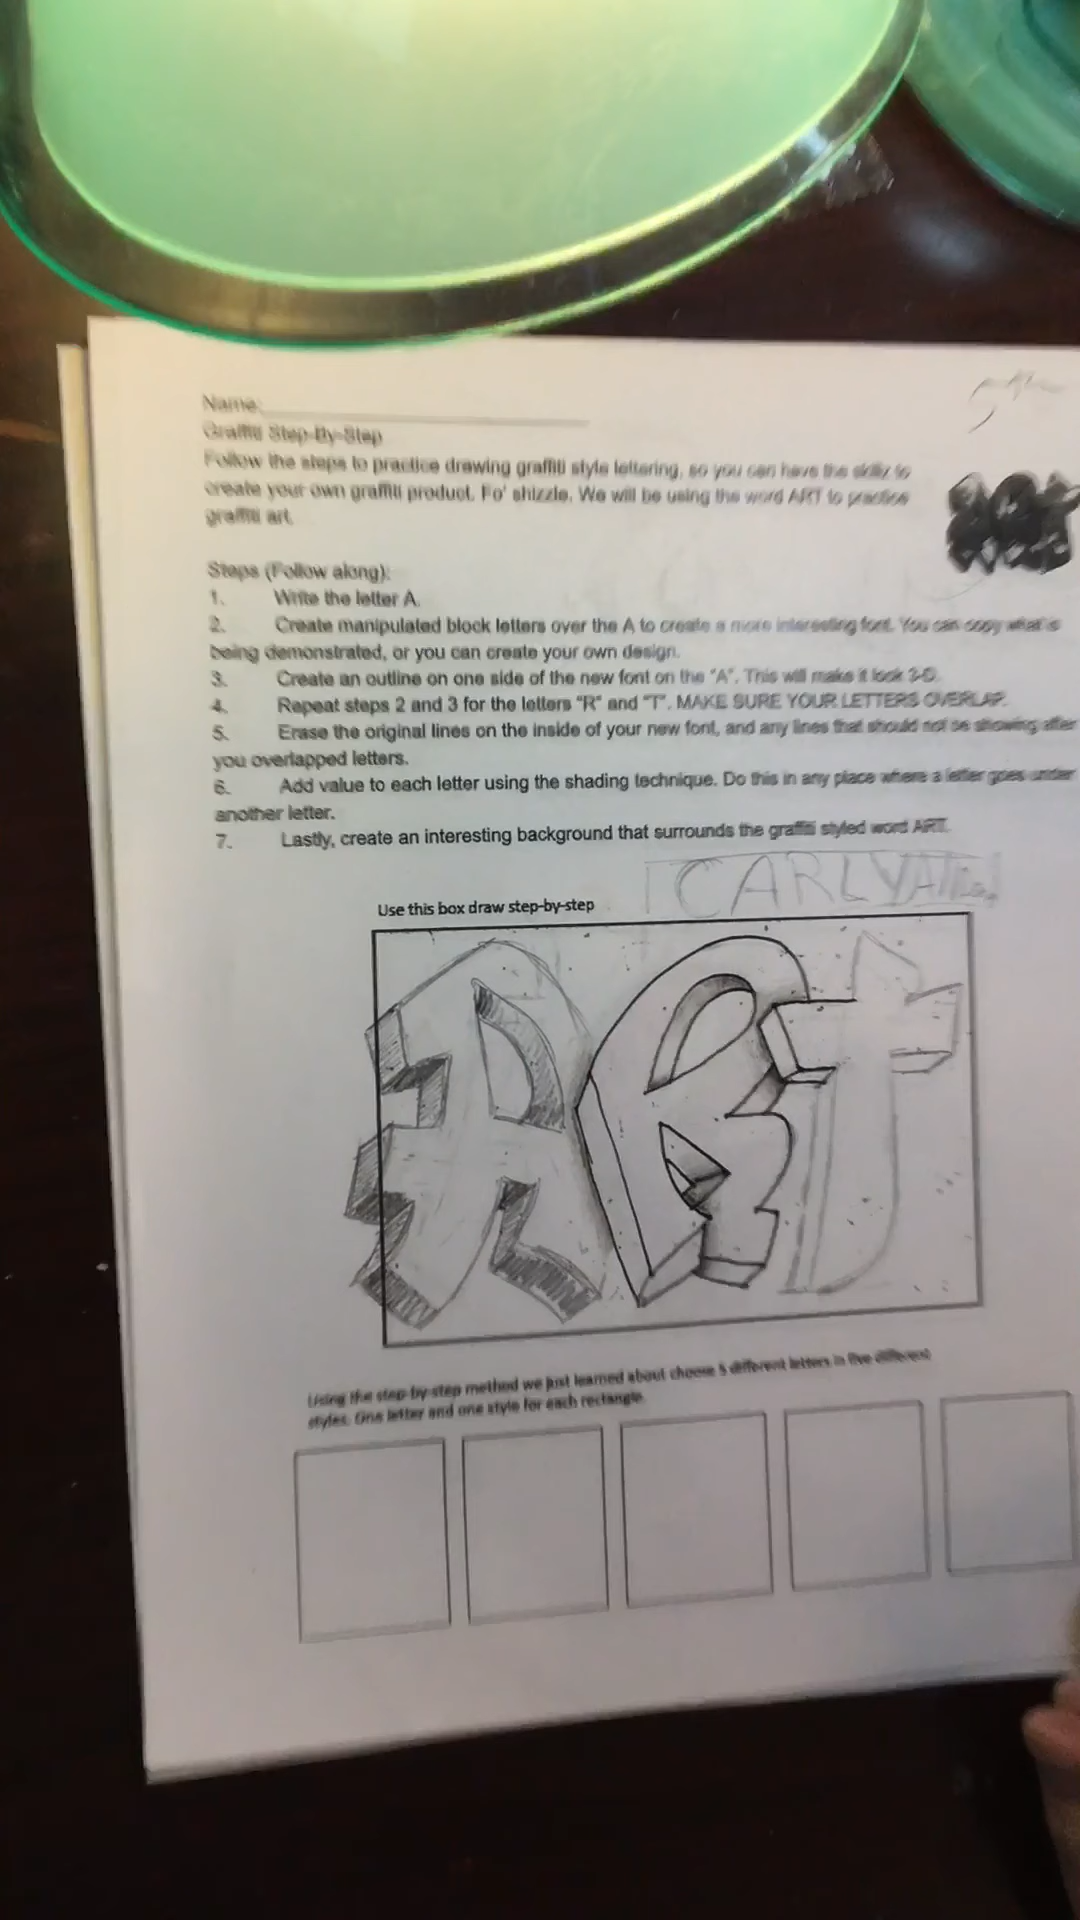 Name:
Graffiti Step-By-Step
Follow the steps to practice drawing graffiti style lettering, so you can have the skillz to
create your own graffiti product. Fo' shizzle. We will be using the word ART to practice
graffiti art.
Steps (Follow along):
1. Write the letter A.
2. Create manipulated block letters over the A to create a more interesting font. You can copy what is
being demonstrated, or you can create your own design.
3. Create an outline on one side of the new font on the "A". This will make it look 3-D.
4. Repeat steps 2 and 3 for the letters "R" and "T". MAKE SURE YOUR LETTERS OVERLAP.
5. Erase the original lines on the inside of your new font, and any lines that should not be showing after
you overlapped letters.
6. Add value to each letter using the shading technique. Do this in any place where a letter goes under
another letter.
7. Lastly, create an interesting background that surrounds the graffiti styled word ART.
CARLY
Use this box draw step-by-step
ARt
Using the step-by-step method we just learned about choose 5 different letters in five different
styles. One letter and one style for each rectangle.